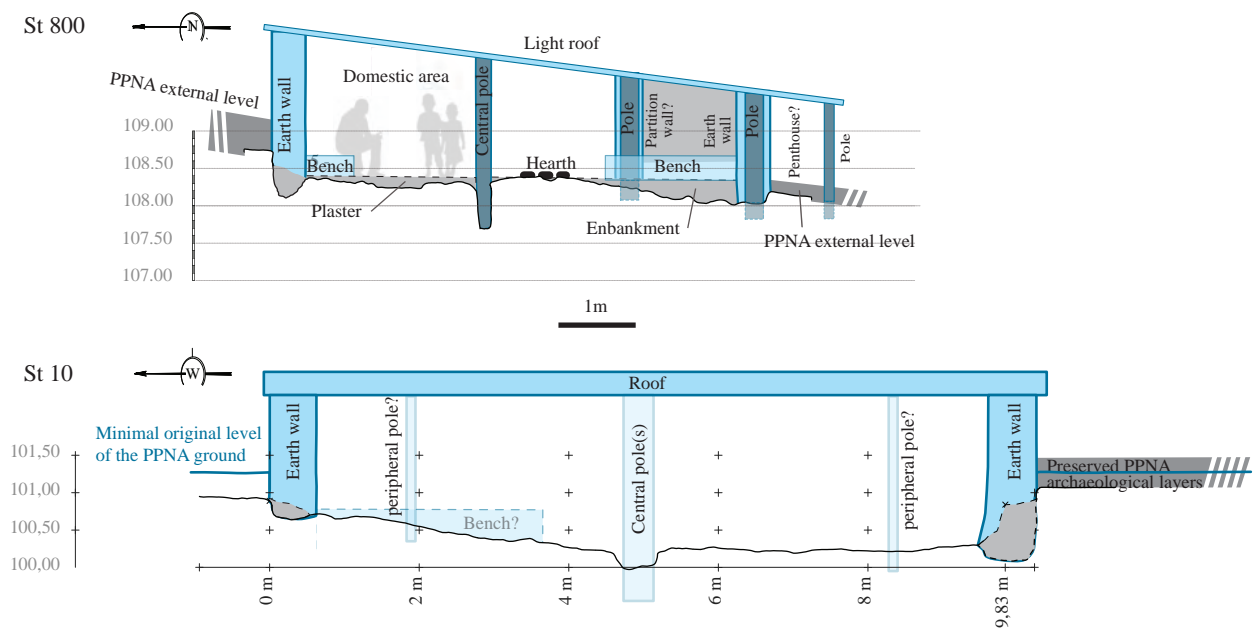 St 800
N
Light roof
PPNA external level
Earth wall
Domestic area
Central pole
Pole
Partition
wall?
Earth
wall
Pole
Penthouse?
Pole
109.00
108.50
108.00
107.50
107.00
Bench
Hearth
Bench
Plaster
Enbankment
PPNA external level
1m
St 10
W
Roof
Minimal original level
of the PPNA ground
Earth wall
peripheral pole?
Central pole(s)
peripheral pole?
Earth wall
Preserved PPNA
archaeological layers
101,50
101,00
100,50
100,00
Bench?
0 m
2 m
4 m
6 m
8 m
9,83 m